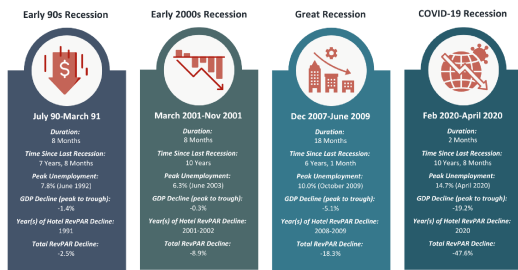 Early 90s Recession
July 90-March 91
Duration:
8 Months
Time Since Last Recession:
7 Years, 8 Months
Peak Unemployment:
7.8% (June 1992)
GDP Decline (peak to trough):
-1.4%
Year(s) of Hotel RevPAR Decline:
1991
Total RevPAR Decline:
-2.5%
Early 2000s Recession
March 2001-Nov 2001
Duration:
8 Months
Time Since Last Recession:
10 Years
Peak Unemployment:
6.3% (June 2003)
GDP Decline (peak to trough):
-0.3%
Year(s) of Hotel RevPAR Decline:
2001-2002
Total RevPAR Decline:
-8.9%
Great Recession
Dec 2007-June 2009
Duration:
18 Months
Time Since Last Recession:
6 Years, 1 Month
Peak Unemployment:
10.0% (October 2009)
GDP Decline (peak to trough):
-5.1%
Year(s) of Hotel RevPAR Decline:
2008-2009
Total RevPAR Decline:
-18.3%
COVID-19 Recession
Feb 2020-April 2020
Duration:
2 Months
Time Since Last Recession:
10 Years, 8 Months
Peak Unemployment:
14.7% (April 2020)
GDP Decline (peak to trough):
-19.2%
Year(s) of Hotel RevPAR Decline:
2020
Total RevPAR Decline:
-47.6%